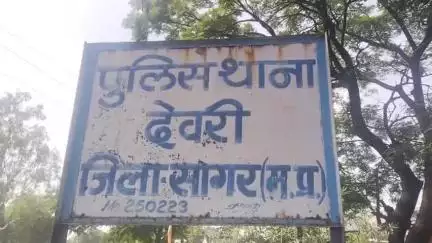 पुलिस थाना
देवरी
जिला-सागर (म.प्र.)
250223